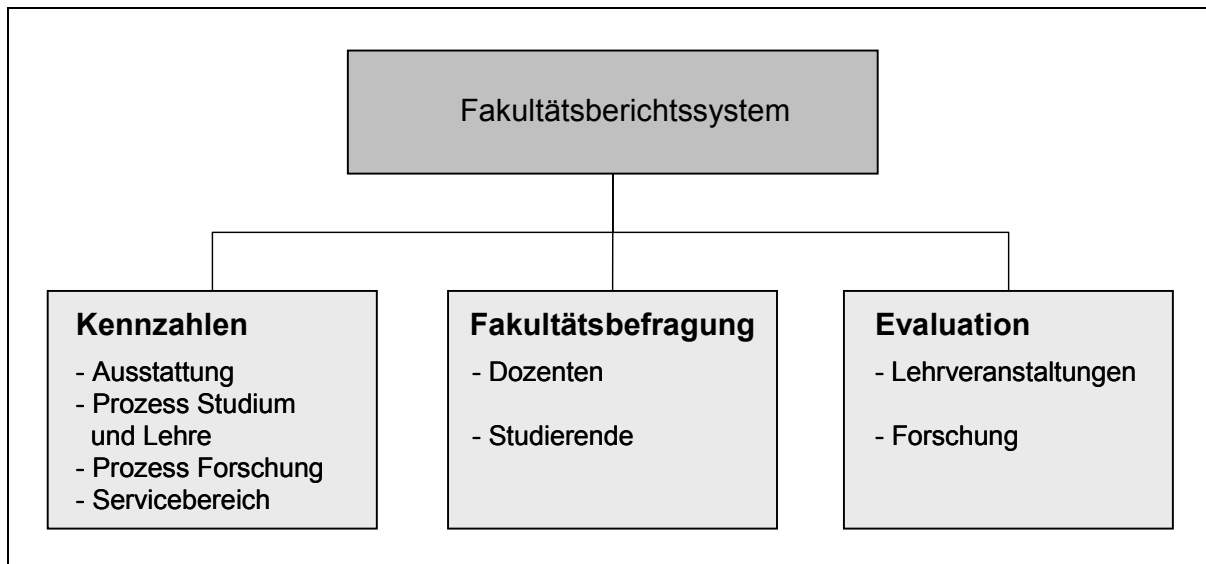 Fakultätsberichtssystem
Kennzahlen
- Ausstattung
- Prozess Studium
und Lehre
- Prozess Forschung
- Servicebereich
Fakultätsbefragung
- Dozenten
- Studierende
Evaluation
- Lehrveranstaltungen
- Forschung